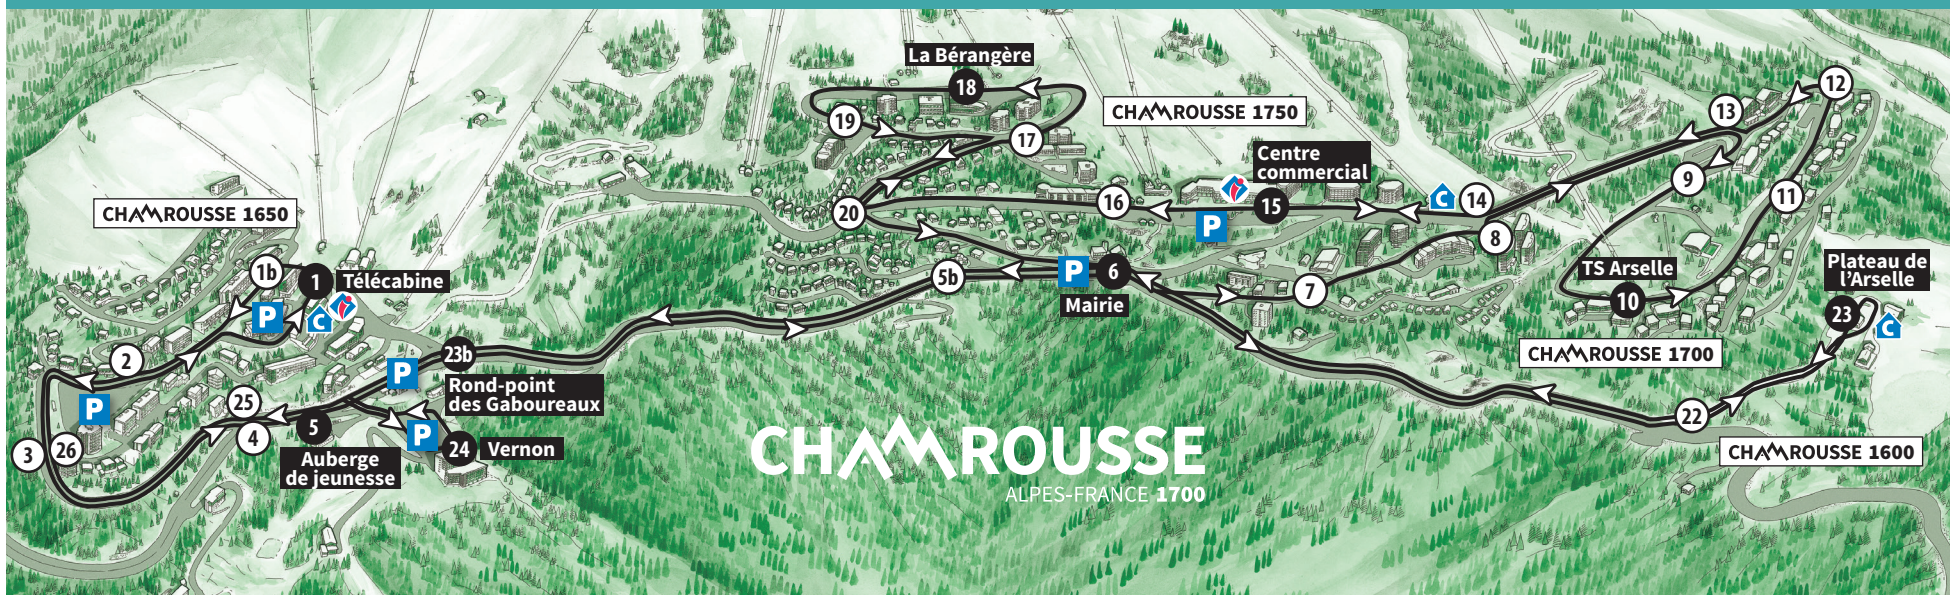 La Bérangère
18
12
19
17
13
CHAMROUSSE 1750
Centre
commercial
9
11
20
16
15
14
C
P
CHAMROUSSE 1650
8
1b
1
Télécabine
5b
P
6
Mairie
7
TS Arselle
10
Plateau de
l'Arselle
23
C
P
C
2
23b
P
Rond-point
des Gaboureaux
CHAMROUSSE 1700
P
25
4
5
Auberge
de jeunesse
P
24
Vernon
22
3
26
CHAMROUSSE 1600
CHAMROUSSE
ALPES-FRANCE 1700